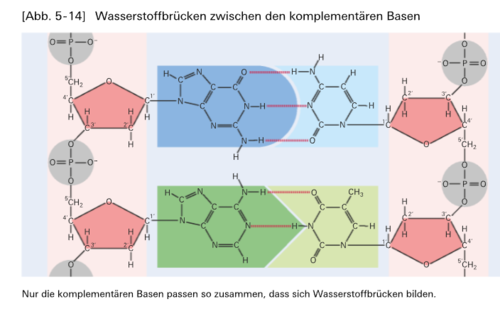 [Abb. 5-14] Wasserstoffbrücken zwischen den komplementären Basen
O=P–O⁻
O
5'
CH₂
O
4'
C
H
H
C
3'
C
2'
H
H
C
1'
H
H
C
N
N
C
C
C
O
N
H
C
N
H
N
H
H
N
H
C
C
H
C
H
N
C
N
O
1'
C
H
2'
C
H
H
3'
C
H
O
4'
C
H
5'
CH₂
O
⁻O–P=O
O
O
O=P–O⁻
O
5'
CH₂
O
4'
C
H
H
C
3'
C
2'
H
H
C
1'
H
H
C
N
N
C
C
C
N
H
H
N
C
H
N
O
C
C
CH₃
H
N
C
C
H
N
C
O
1'
C
H
2'
C
H
H
3'
C
H
O
⁻O–P=O
O
4'
C
H
5'
CH₂
O
Nur die komplementären Basen passen so zusammen, dass sich Wasserstoffbrücken bilden.